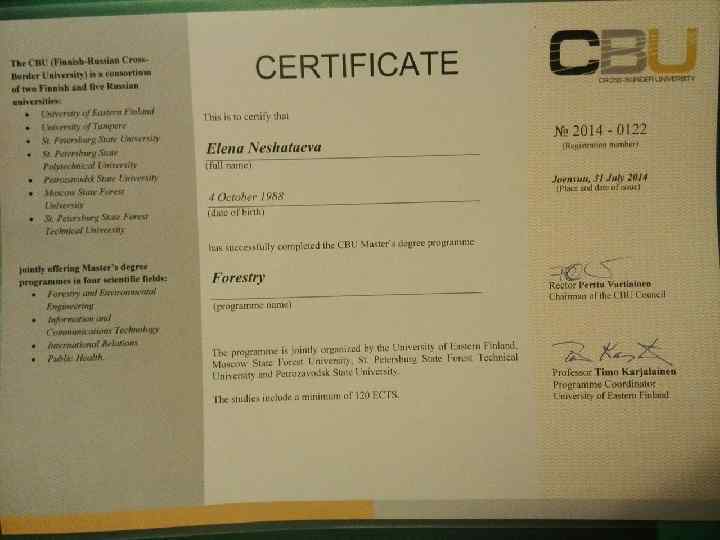 The CBU (Finnish-Russian Cross-
Border University) is a consortium
of two Finnish and five Russian
universities:
• University of Eastern Finland
• University of Tampere
• St. Petersburg State University
• St. Petersburg State
Polytechnical University
• Petrozavodsk State University
• Moscow State Forest
University
• St. Petersburg State Forest
Technical University
jointly offering Master's degree
programmes in four scientific fields:
• Forestry and Environmental
Engineering
• Information and
Communications Technology
• International Relations
• Public Health.
CERTIFICATE
This is to certify that
Elena Neshataeva
(full name)
4 October 1988
(date of birth)
has successfully completed the CBU Master's degree programme
Forestry
(programme name)
The programme is jointly organized by the University of Eastern Finland,
Moscow State Forest University, St. Petersburg State Forest Technical
University and Petrozavodsk State University.
The studies include a minimum of 120 ECTS.
CBU
CROSS-BORDER UNIVERSITY
№ 2014 - 0122
(Registration number)
Joensuu, 31 July 2014
(Place and date of issue)
Rector Perttu Vartiainen
Chairman of the CBU Council
Professor Timo Karjalainen
Programme Coordinator
University of Eastern Finland